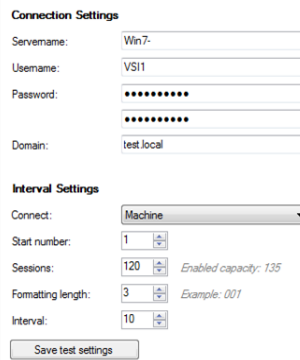 Connection Settings
Servername: Win7-
Username: VSI1
Password: ●●●●●●●●●●
●●●●●●●●●●
Domain: test.local
Interval Settings
Connect: Machine
Start number: 1
Sessions: 120 Enabled capacity: 135
Formatting length: 3 Example: 001
Interval: 10
Save test settings